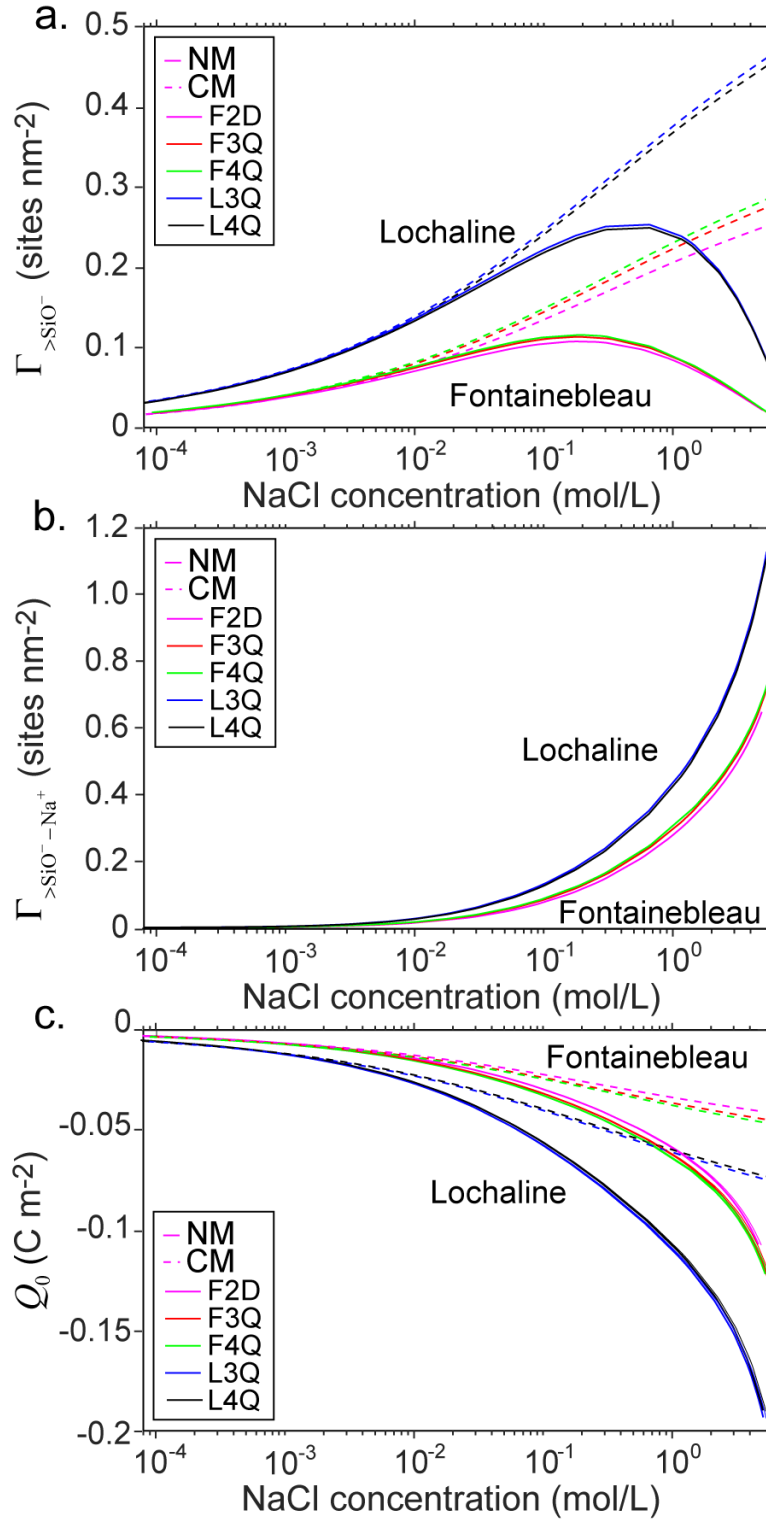 a.
0.5
NM
CM
F2D
F3Q
F4Q
L3Q
L4Q
0.4
0.3
0.2
0.1
0
Γ>SiO⁻ (sites nm-2)
Lochaline
Fontainebleau
10-4 10-3 10-2 10-1 100
NaCl concentration (mol/L)
b.
1.2
NM
CM
F2D
F3Q
F4Q
L3Q
L4Q
1.0
0.8
0.6
0.4
0.2
0
Γ>SiO⁻−Na⁺ (sites nm-2)
Lochaline
Fontainebleau
10-4 10-3 10-2 10-1 100
NaCl concentration (mol/L)
c.
0
-0.05
-0.1
-0.15
-0.2
Q0 (C m-2)
Fontainebleau
Lochaline
NM
CM
F2D
F3Q
F4Q
L3Q
L4Q
10-4 10-3 10-2 10-1 100
NaCl concentration (mol/L)